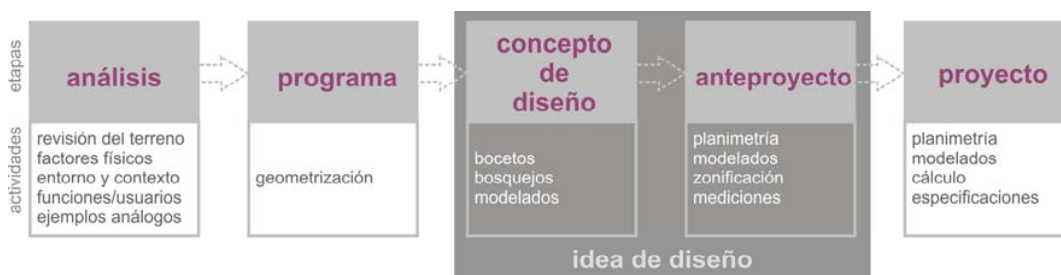 etapas
análisis
programa
concepto
de
diseño
anteproyecto
proyecto
actividades
revisión del terreno
factores físicos
entorno y contexto
funciones/usuarios
ejemplos análogos
geometrización
bocetos
bosquejos
modelados
planimetría
modelados
zonificación
mediciones
planimetría
modelados
cálculo
especificaciones
idea de diseño